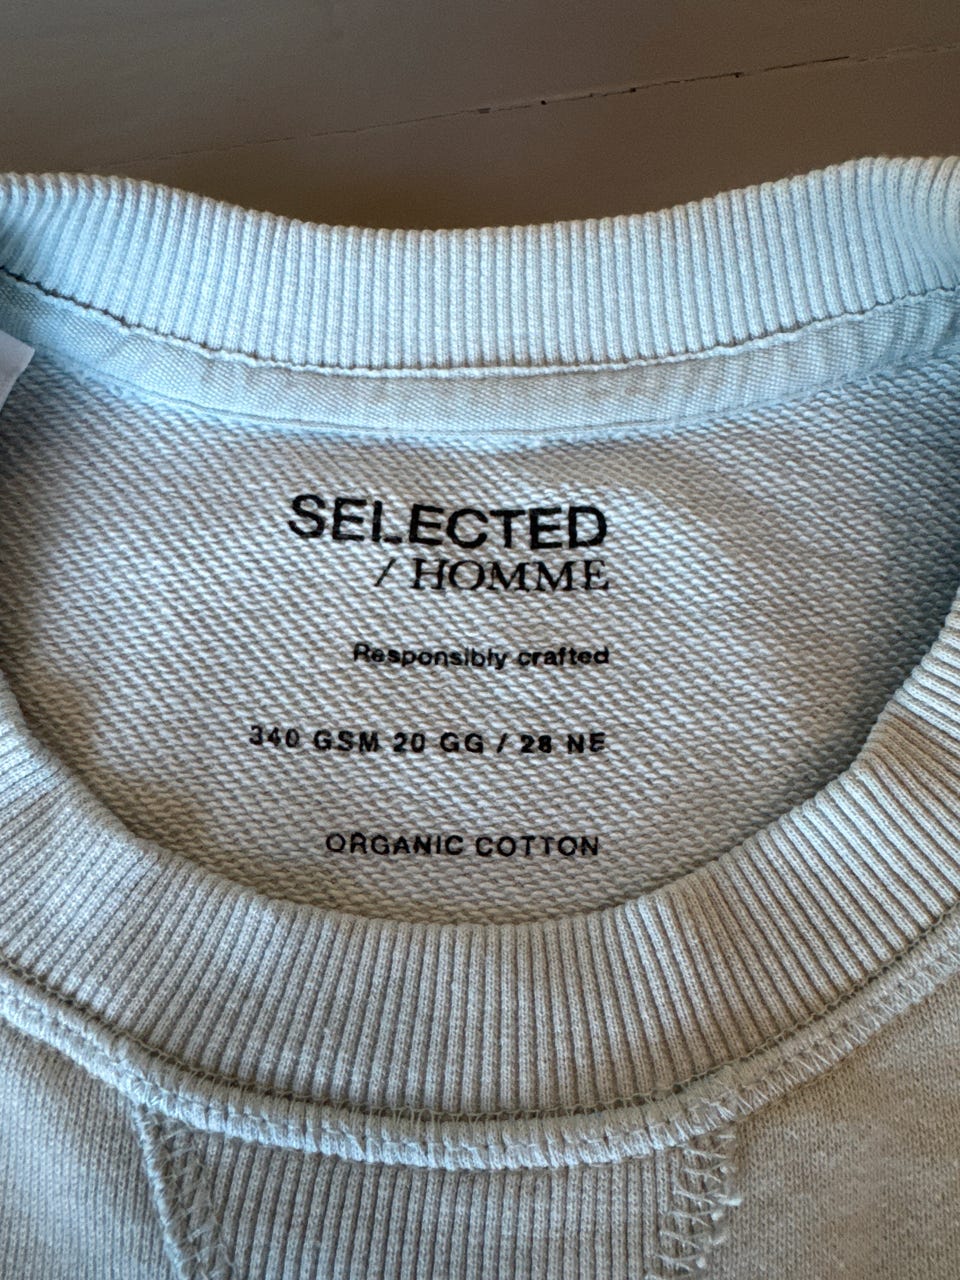 SELECTED
/ HOMME
Responsibly crafted
340 GSM 20 GG / 28 NE
ORGANIC COTTON